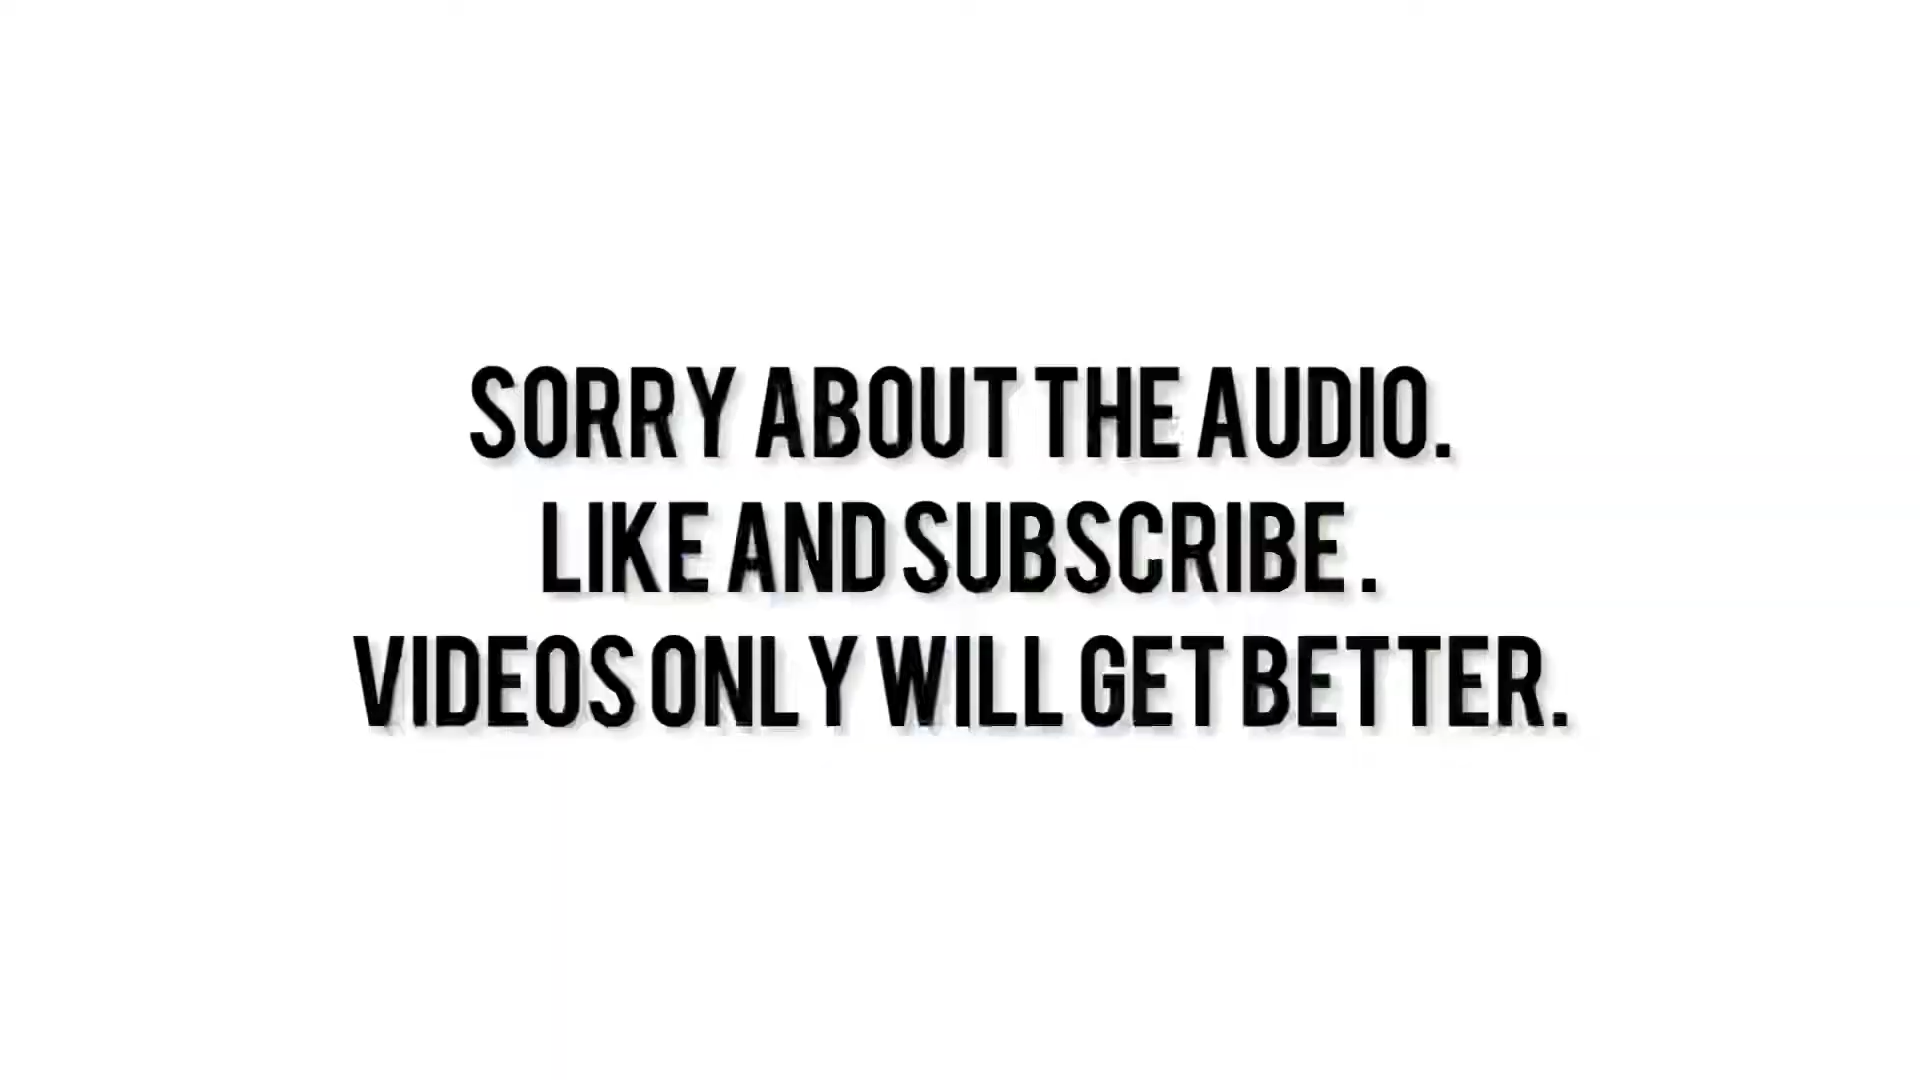 SORRY ABOUT THE AUDIO.
LIKE AND SUBSCRIBE.
VIDEOS ONLY WILL GET BETTER.